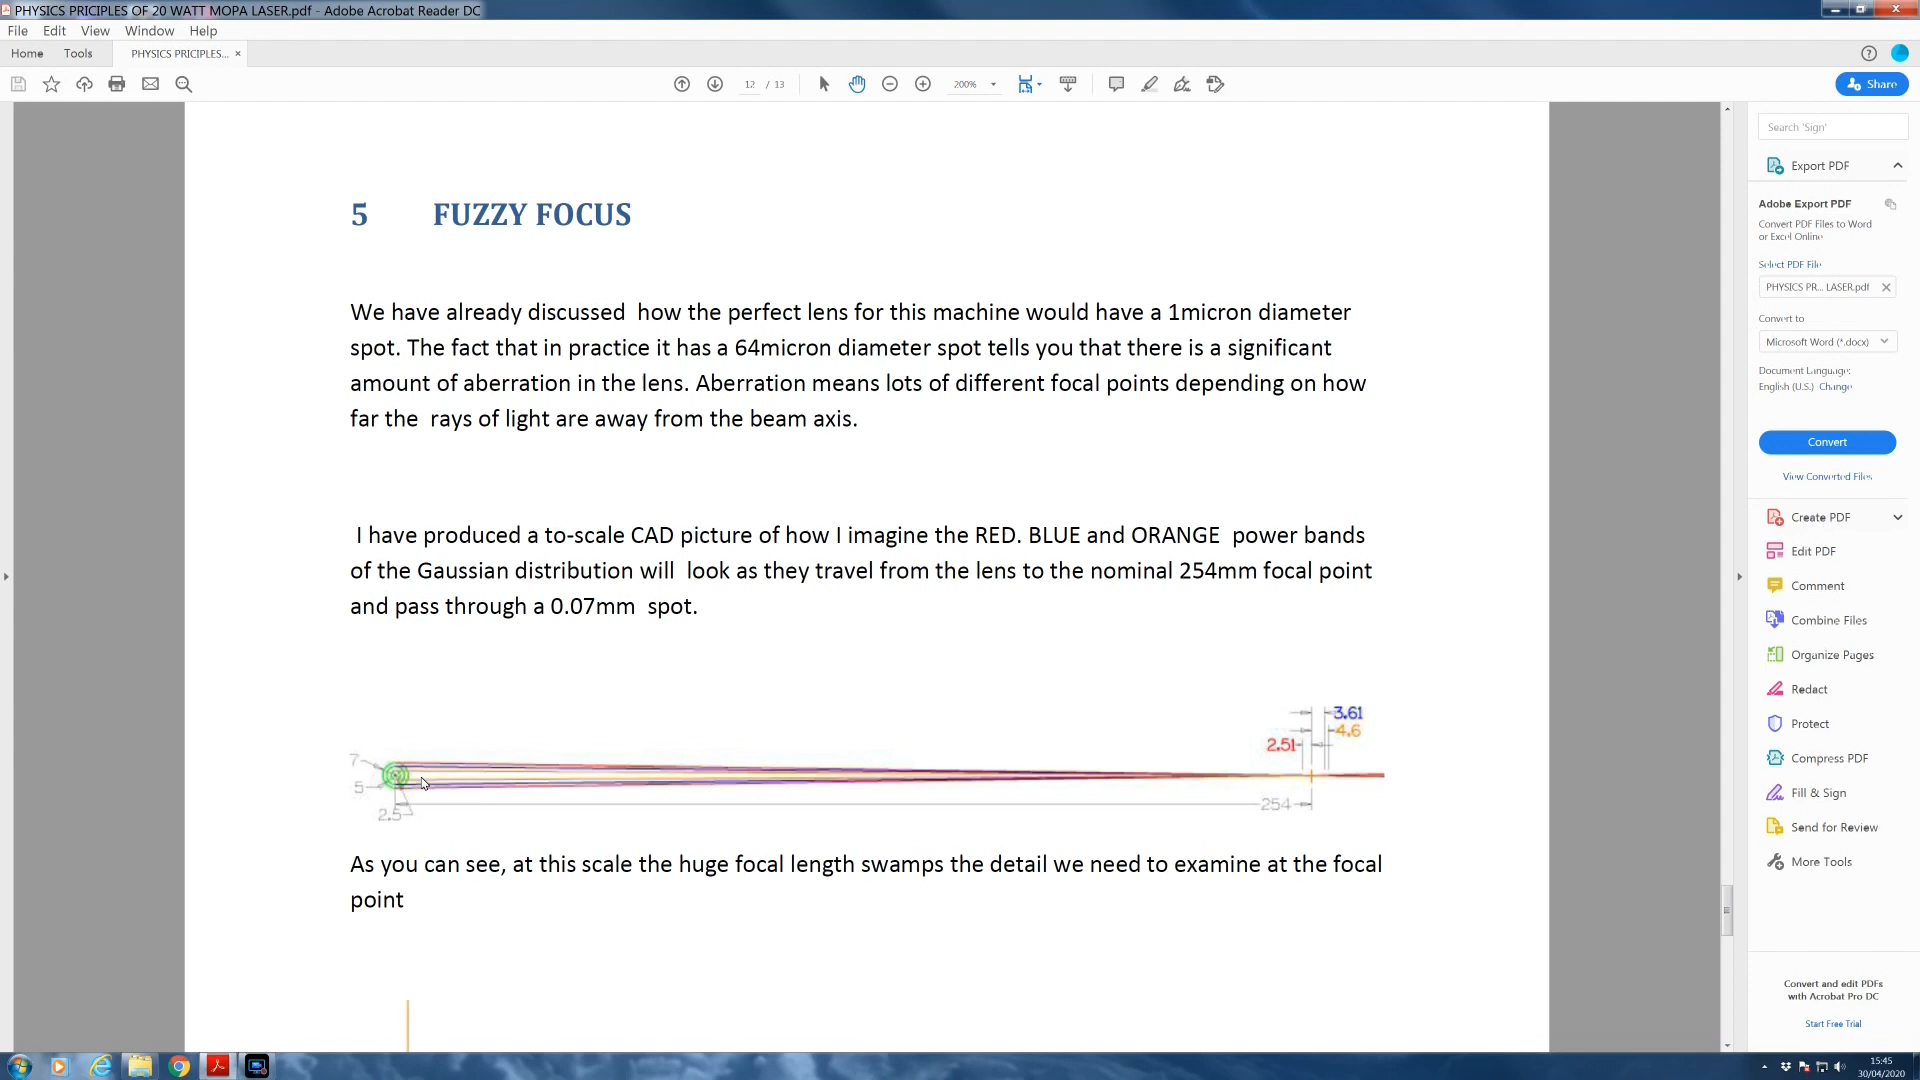 PHYSICS PRICIPLES OF 20 WATT MOPA LASER.pdf - Adobe Acrobat Reader DC
File Edit View Window Help
Home Tools PHYSICS PRICIPLES... ×
12 / 13 200%
Share
Search 'Sign'
Export PDF
Adobe Export PDF
Convert PDF Files to Word
or Excel Online
Select PDF File
PHYSICS PR... LASER.pdf
Convert to
Microsoft Word (*.docx)
Document Language:
English (U.S.) Change
Convert
View Converted Files
Create PDF
Edit PDF
Comment
Combine Files
Organize Pages
Redact
Protect
Compress PDF
Fill & Sign
Send for Review
More Tools
Convert and edit PDFs
with Acrobat Pro DC
Start Free Trial
5 FUZZY FOCUS
We have already discussed how the perfect lens for this machine would have a 1micron diameter
spot. The fact that in practice it has a 64micron diameter spot tells you that there is a significant
amount of aberration in the lens. Aberration means lots of different focal points depending on how
far the rays of light are away from the beam axis.
I have produced a to-scale CAD picture of how I imagine the RED. BLUE and ORANGE power bands
of the Gaussian distribution will look as they travel from the lens to the nominal 254mm focal point
and pass through a 0.07mm spot.
3.61
4.6
2.51
7
5
2.5
254
As you can see, at this scale the huge focal length swamps the detail we need to examine at the focal
point
15:45
30/04/2020